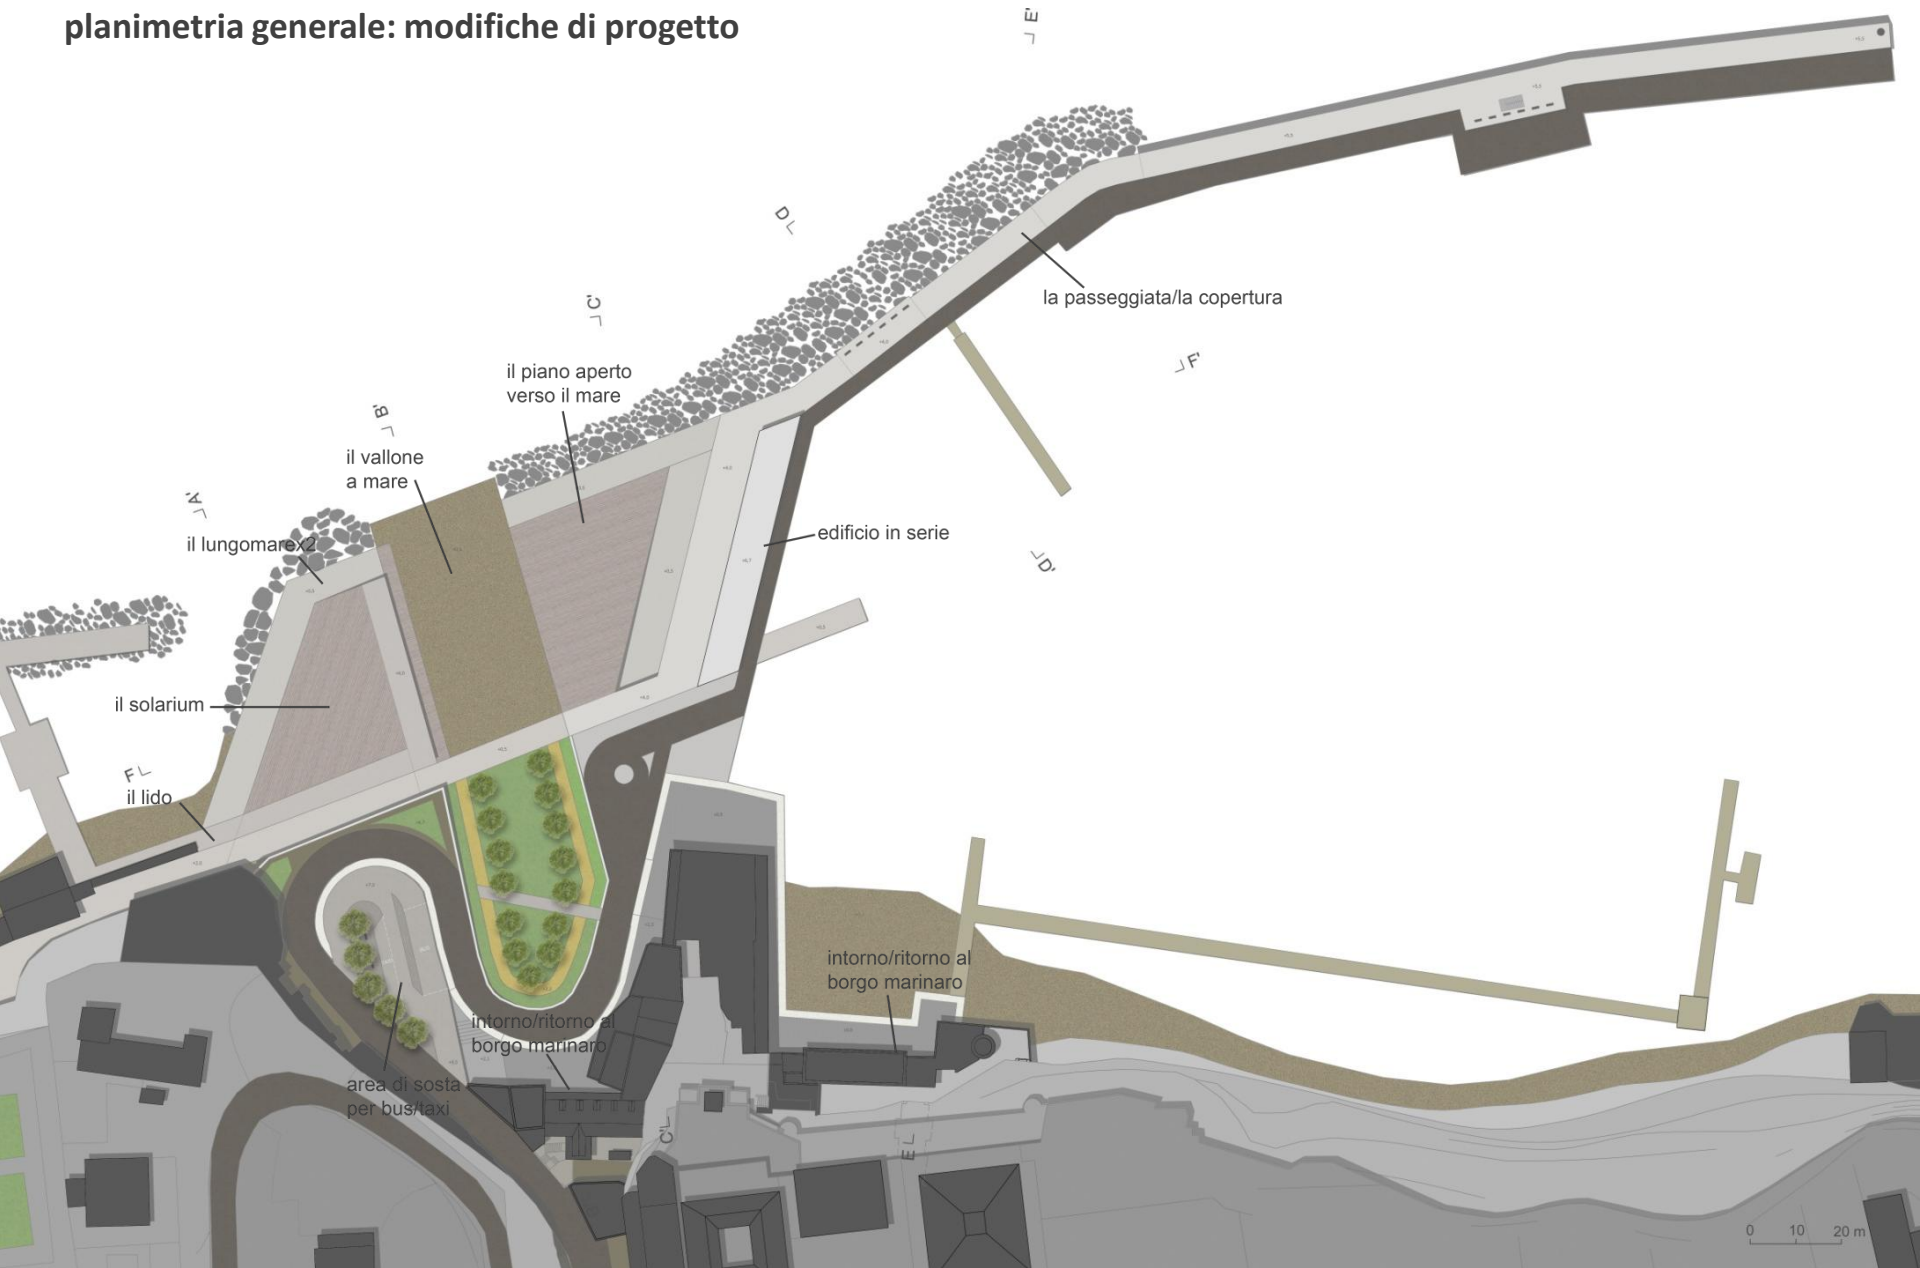 planimetria generale: modifiche di progetto
E'
D
C'
la passeggiata/la copertura
F'
il piano aperto
verso il mare
B'
il vallone
a mare
A'
il lungomarex2
edificio in serie
D'
il solarium
F
il lido
intorno/ritorno al
borgo marinaro
intorno/ritorno al
borgo marinaro
area di sosta
per bus/taxi
C'
E
0 10 20 m